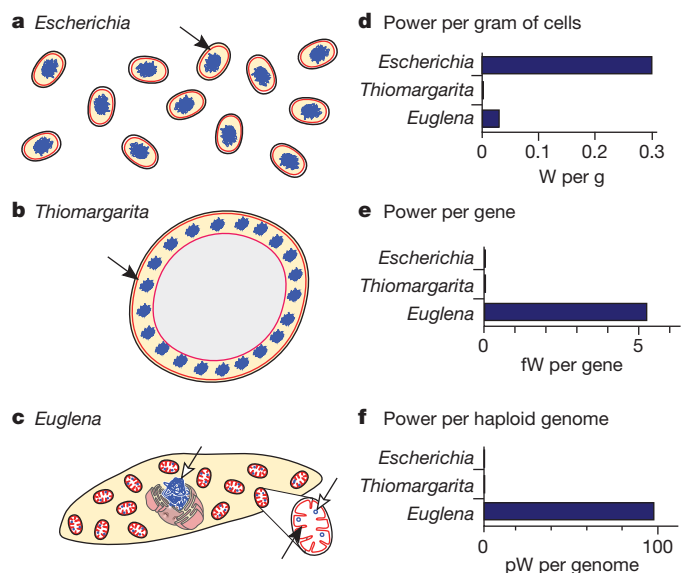 a Escherichia
b Thiomargarita
c Euglena
d Power per gram of cells
Escherichia
Thiomargarita
Euglena
0 0.1 0.2 0.3
W per g
e Power per gene
Escherichia
Thiomargarita
Euglena
0 5
fW per gene
f Power per haploid genome
Escherichia
Thiomargarita
Euglena
0 100
pW per genome